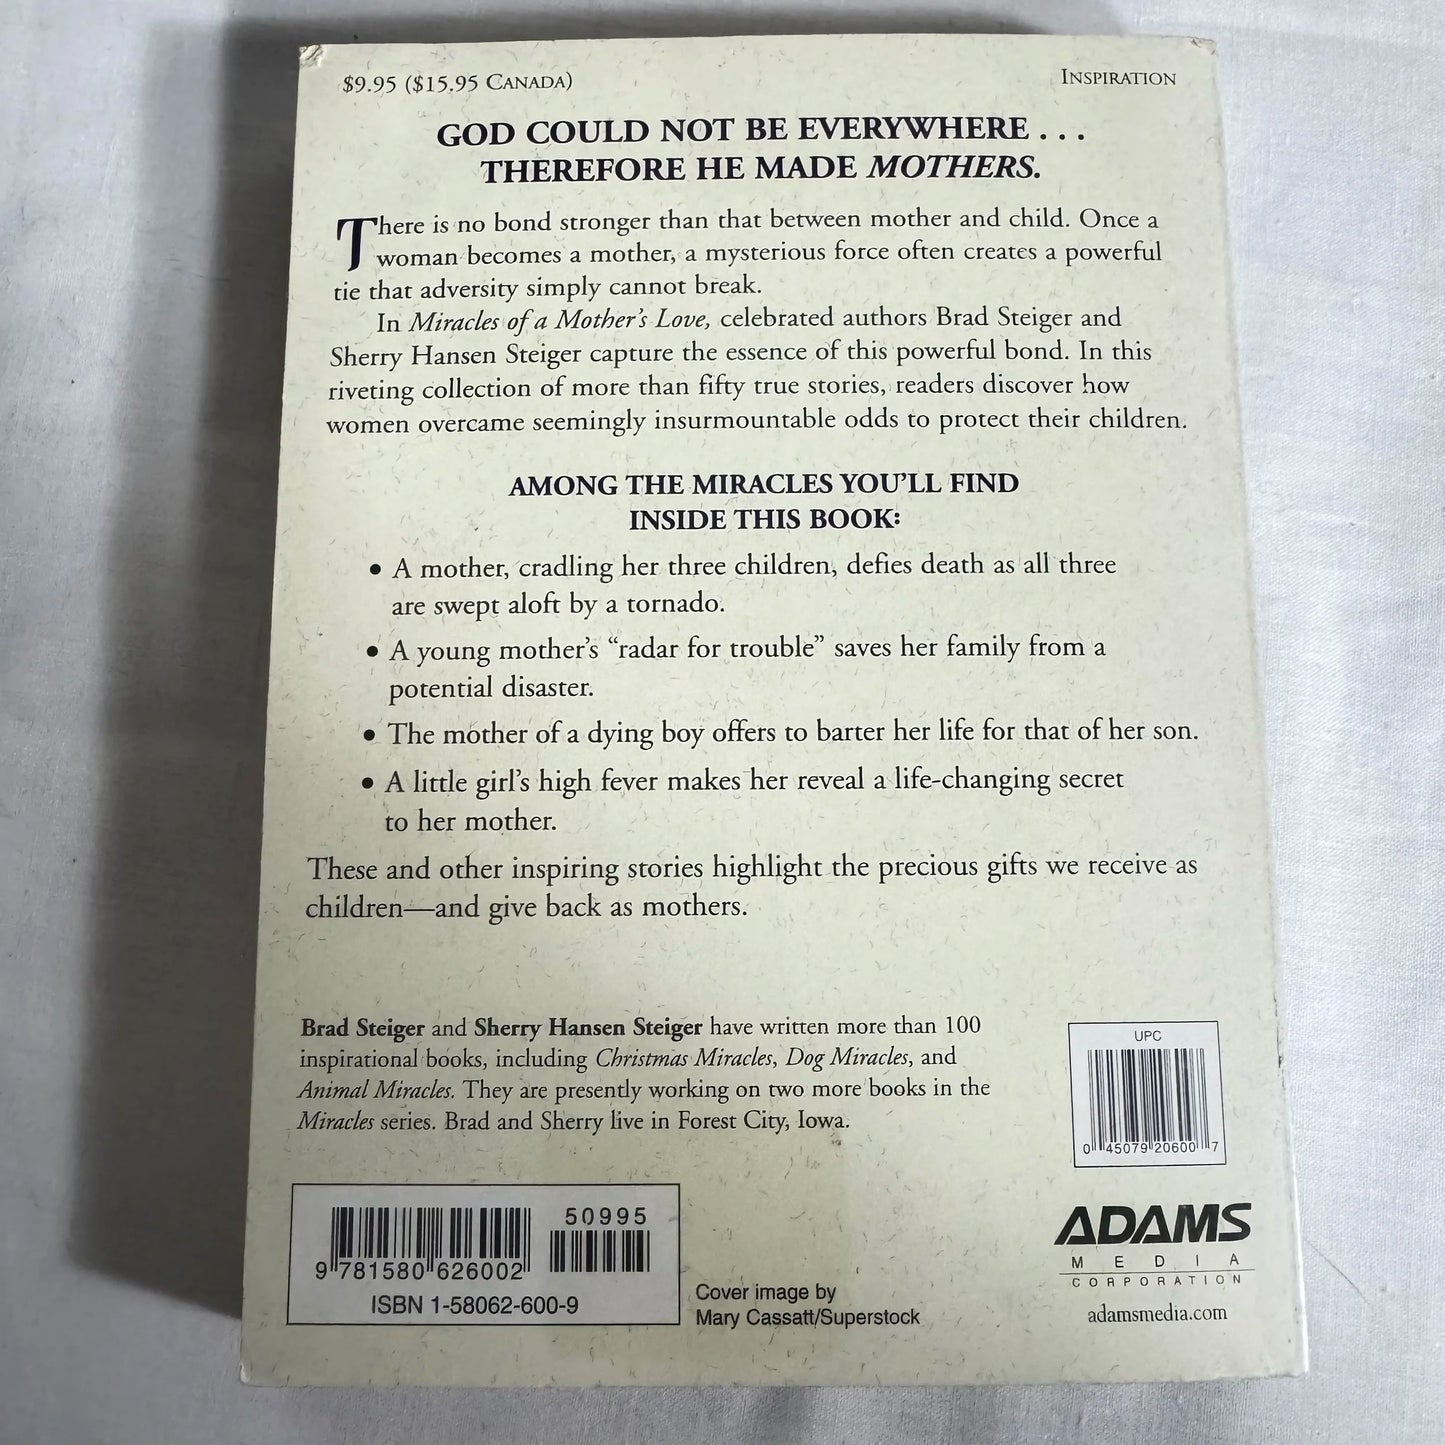 $9.95 ($15.95 CANADA)
INSPIRATION
GOD COULD NOT BE EVERYWHERE . . .
THEREFORE HE MADE MOTHERS.
There is no bond stronger than that between mother and child. Once a
woman becomes a mother, a mysterious force often creates a powerful
tie that adversity simply cannot break.
In Miracles of a Mother's Love, celebrated authors Brad Steiger and
Sherry Hansen Steiger capture the essence of this powerful bond. In this
riveting collection of more than fifty true stories, readers discover how
women overcame seemingly insurmountable odds to protect their children.
AMONG THE MIRACLES YOU'LL FIND
INSIDE THIS BOOK:
• A mother, cradling her three children, defies death as all three
are swept aloft by a tornado.
• A young mother's “radar for trouble” saves her family from a
potential disaster.
• The mother of a dying boy offers to barter her life for that of her son.
• A little girl's high fever makes her reveal a life-changing secret
to her mother.
These and other inspiring stories highlight the precious gifts we receive as
children—and give back as mothers.
Brad Steiger and Sherry Hansen Steiger have written more than 100
inspirational books, including Christmas Miracles, Dog Miracles, and
Animal Miracles. They are presently working on two more books in the
Miracles series. Brad and Sherry live in Forest City, Iowa.
UPC
0 45079 20600 7
50995
9 781580 626002
ISBN 1-58062-600-9
Cover image by
Mary Cassatt/Superstock
ADAMS
MEDIA
CORPORATION
adamsmedia.com